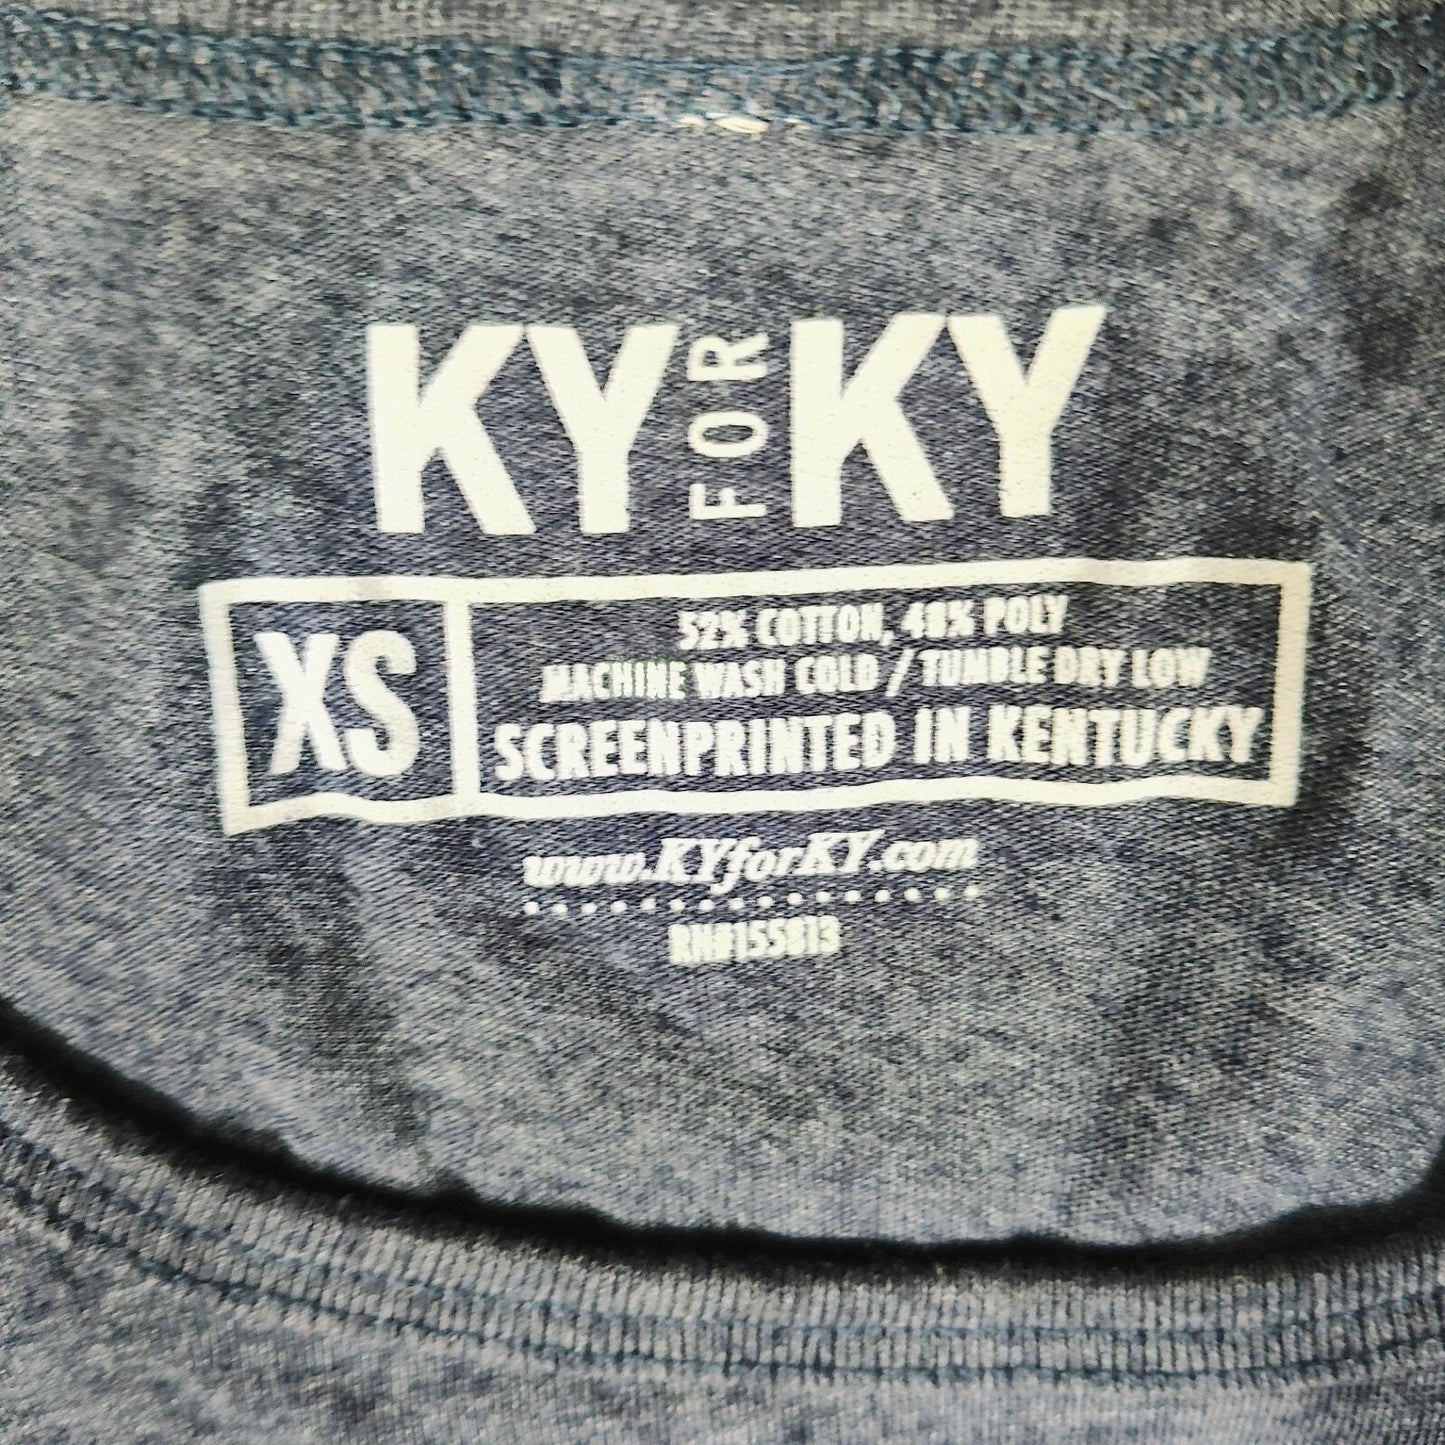 KY FOR KY
XS
52% COTTON, 48% POLY
MACHINE WASH COLD / TUMBLE DRY LOW
SCREENPRINTED IN KENTUCKY
www.KYforKY.com
RN#155813